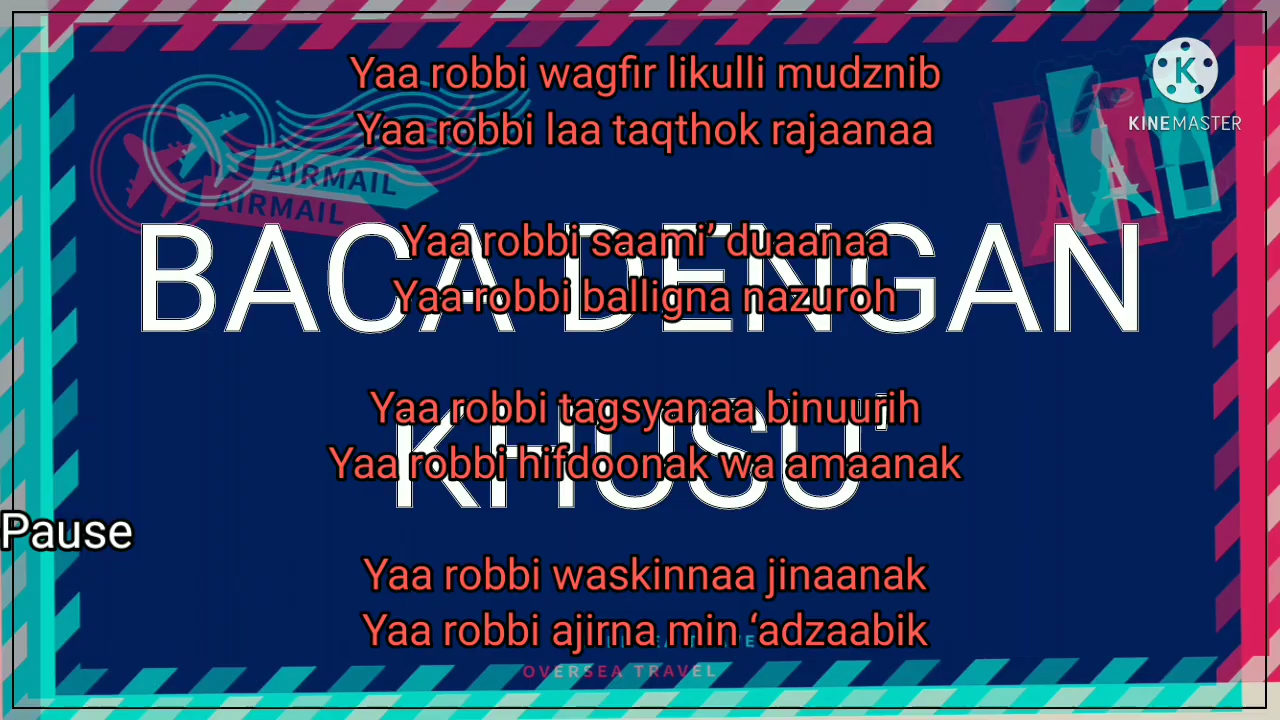 Yaa robbi wagfir likulli mudznib
Yaa robbi laa taqthok rajaanaa
KINEMASTER
AIRMAIL
AIRMAIL
Yaa robbi saami’ duaanaa
BACA DENGAN
Yaa robbi balligna nazuroh
Yaa robbi tagsyanaa binuurih
KHUSU'
Yaa robbi hifdoonak wa amaanak
Pause
Yaa robbi waskinnaa jinaanak
Yaa robbi ajirna min ‘adzaabik
OVERSEA TRAVEL